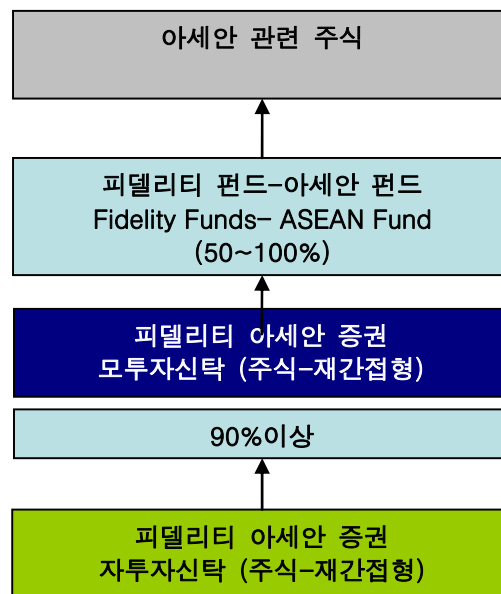 아세안 관련 주식
피델리티 펀드-아세안 펀드
Fidelity Funds- ASEAN Fund
(50~100%)
피델리티 아세안 증권
모투자신탁 (주식-재간접형)
90%이상
피델리티 아세안 증권
자투자신탁 (주식-재간접형)